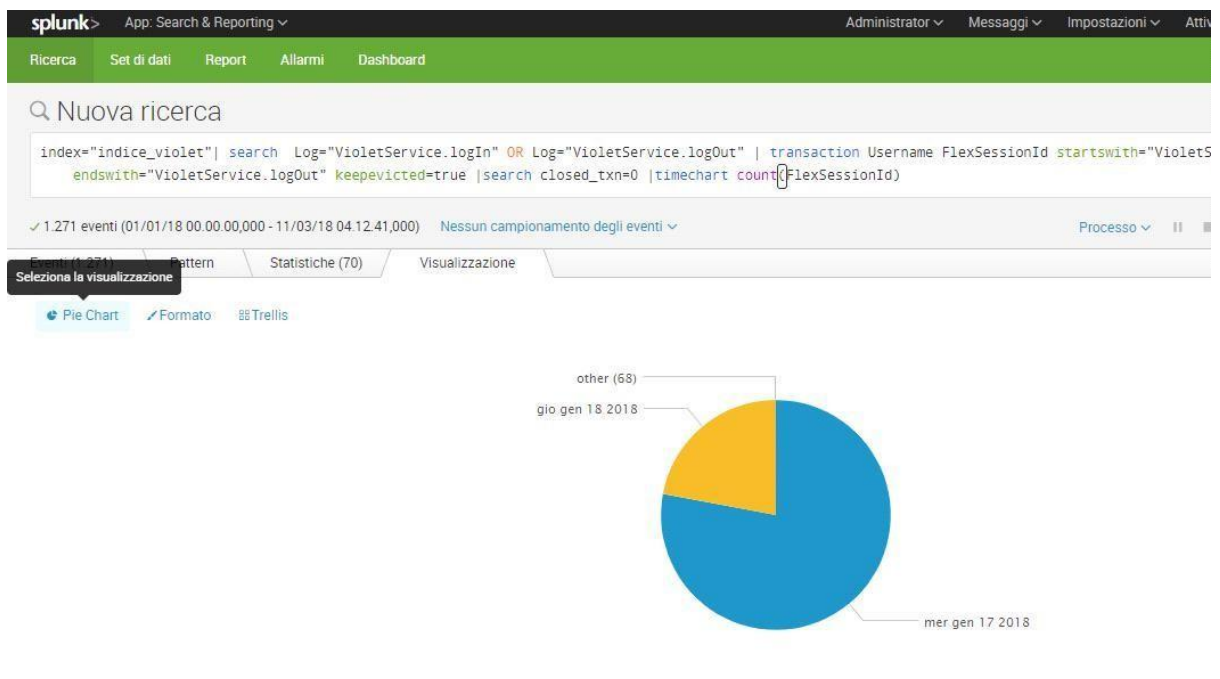 splunk> App: Search & Reporting Administrator Messaggi Impostazioni
Ricerca Set di dati Report Allarmi Dashboard
Nuova ricerca
index="indice_violet"| search Log="VioletService.logIn" OR Log="VioletService.logOut" | transaction Username FlexSessionId startswith="VioletS
endswith="VioletService.logOut" keepevicted=true |search closed_txn=0 |timechart count(FlexSessionId)
1.271 eventi (01/01/18 00.00.00,000 - 11/03/18 04.12.41,000) Nessun campionamento degli eventi Processo
Eventi (1.271) Pattern Statistiche (70) Visualizzazione
Seleziona la visualizzazione
Pie Chart Formato Trellis
other (68)
gio gen 18 2018
mer gen 17 2018